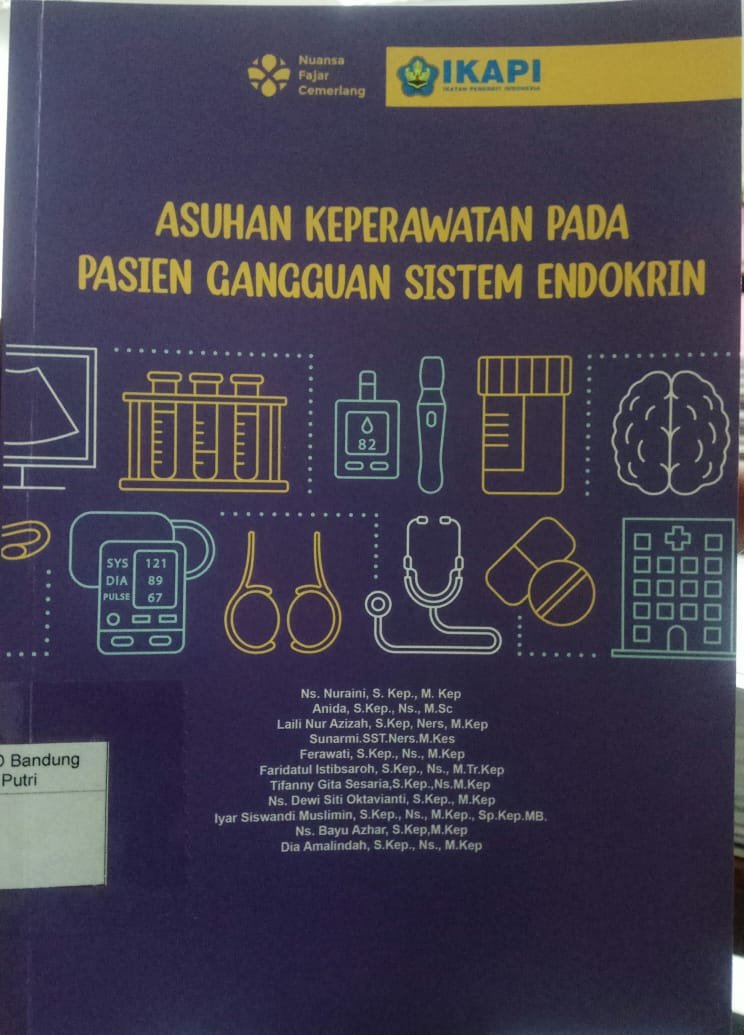 Nuansa
Fajar
Cemerlang
IKAPI
IKATAN PENERBIT INDONESIA
ASUHAN KEPERAWATAN PADA
PASIEN GANGGUAN SISTEM ENDOKRIN
82
SYS 121
DIA 89
PULSE 67
Ns. Nuraini, S. Kep., M. Kep
Anida, S.Kep., Ns., M.Sc
Laili Nur Azizah, S.Kep, Ners, M.Kep
Sunarmi.SST.Ners.M.Kes
Ferawati, S.Kep., Ns., M.Kep
Faridatul Istibsaroh, S.Kep., Ns., M.Tr.Kep
Tifanny Gita Sesaria,S.Kep.,Ns.M.Kep
Ns. Dewi Siti Oktavianti, S.Kep., M.Kep
Iyar Siswandi Muslimin, S.Kep., Ns., M.Kep., Sp.Kep.MB.
Ns. Bayu Azhar, S.Kep,M.Kep
Dia Amalindah, S.Kep., Ns., M.Kep
Bandung
Putri